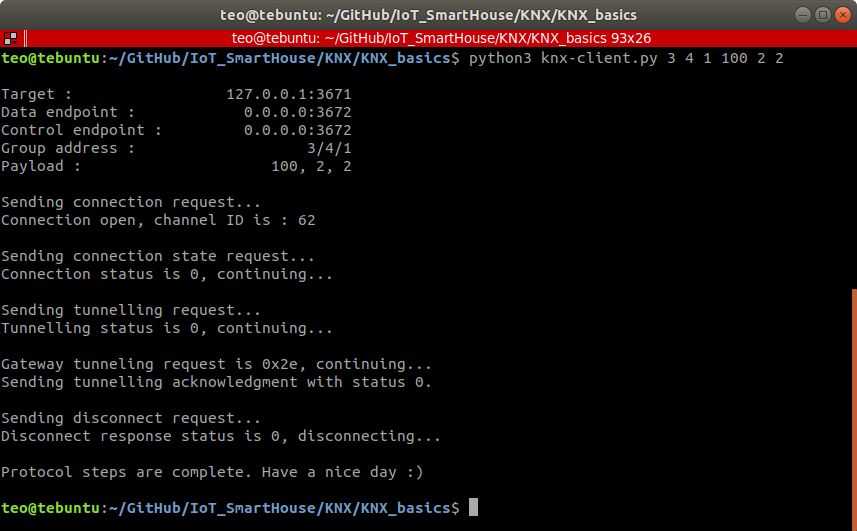 teo@tebuntu: ~/GitHub/IoT_SmartHouse/KNX/KNX_basics
teo@tebuntu: ~/GitHub/IoT_SmartHouse/KNX/KNX_basics 93x26
teo@tebuntu:~/GitHub/IoT_SmartHouse/KNX/KNX_basics$ python3 knx-client.py 3 4 1 100 2 2
Target : 127.0.0.1:3671
Data endpoint : 0.0.0.0:3672
Control endpoint : 0.0.0.0:3672
Group address : 3/4/1
Payload : 100, 2, 2
Sending connection request...
Connection open, channel ID is : 62
Sending connection state request...
Connection status is 0, continuing...
Sending tunnelling request...
Tunnelling status is 0, continuing...
Gateway tunneling request is 0x2e, continuing...
Sending tunnelling acknowledgment with status 0.
Sending disconnect request...
Disconnect response status is 0, disconnecting...
Protocol steps are complete. Have a nice day :)
teo@tebuntu:~/GitHub/IoT_SmartHouse/KNX/KNX_basics$